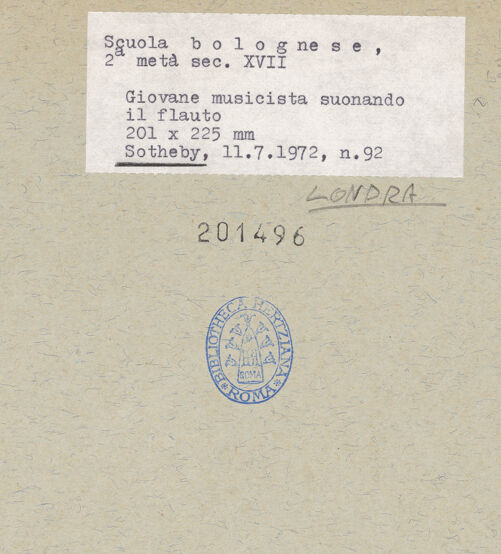 Scuola bolognese,
2a metà sec. XVII
Giovane musicista suonando
il flauto
201 x 225 mm
Sotheby, 11.7.1972, n.92
LONDRA
201496
BIBLIOTHECA HERTZIANA
ROMA
ROMA